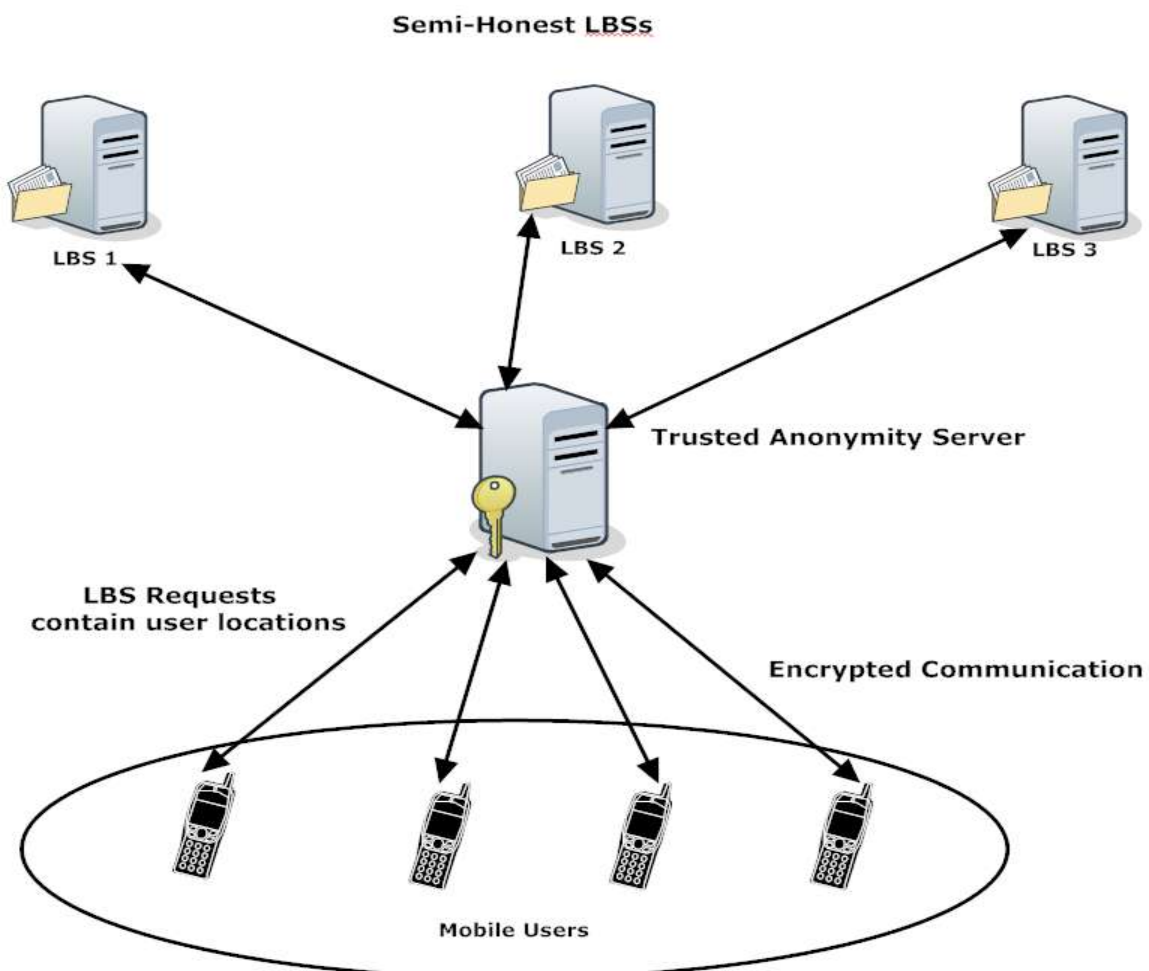 Semi-Honest LBSs
LBS 1
LBS 2
LBS 3
Trusted Anonymity Server
LBS Requests
contain user locations
Encrypted Communication
Mobile Users